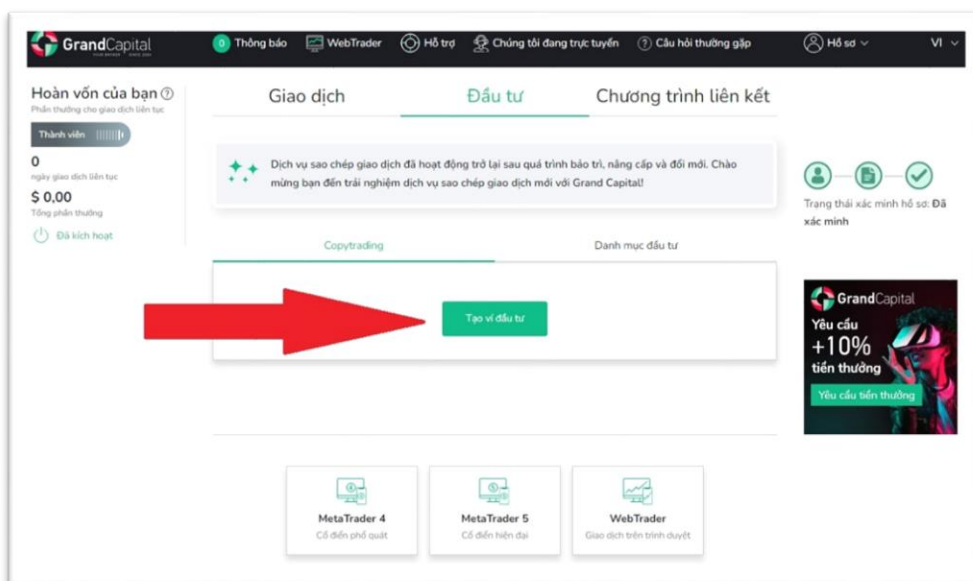 GrandCapital
0 Thông báo
WebTrader
Hỗ trợ
Chúng tôi đang trực tuyến
Câu hỏi thường gặp
Hồ sơ
VI
Hoàn vốn của bạn
Phần thưởng cho giao dịch liên tục
Thành viên
0
ngày giao dịch liên tục
$ 0,00
Tổng phần thưởng
Đã kích hoạt
Giao dịch
Đầu tư
Chương trình liên kết
Dịch vụ sao chép giao dịch đã hoạt động trở lại sau quá trình bảo trì, nâng cấp và đổi mới. Chào
mừng bạn đến trải nghiệm dịch vụ sao chép giao dịch mới với Grand Capital!
Copytrading
Danh mục đầu tư
Tạo ví đầu tư
Trạng thái xác minh hồ sơ: Đã
xác minh
GrandCapital
Yêu cầu
+10%
tiền thưởng
Yêu cầu tiền thưởng
MetaTrader 4
Cổ điển phổ quát
MetaTrader 5
Cổ điển hiện đại
WebTrader
Giao dịch trên trình duyệt